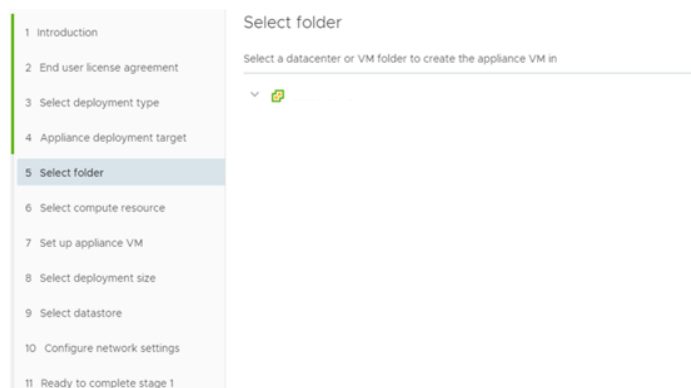 Select folder
Select a datacenter or VM folder to create the appliance VM in
1 Introduction
2 End user license agreement
3 Select deployment type
4 Appliance deployment target
5 Select folder
6 Select compute resource
7 Set up appliance VM
8 Select deployment size
9 Select datastore
10 Configure network settings
11 Ready to complete stage 1